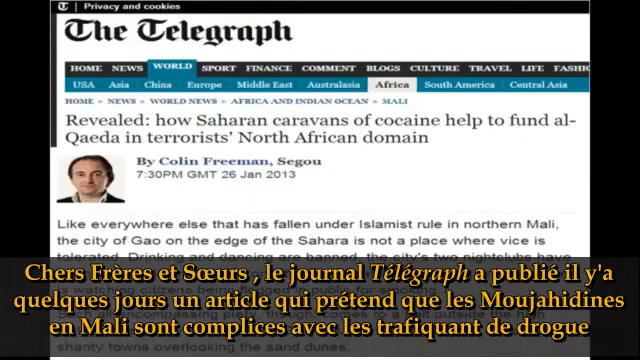 Privacy and cookies
The Telegraph
HOME NEWS WORLD SPORT FINANCE COMMENT BLOGS CULTURE TRAVEL LIFE FASHIO
USA Asia China Europe Middle East Australasia Africa South America Central Asia
HOME » NEWS » WORLD NEWS » AFRICA AND INDIAN OCEAN » MALI
Revealed: how Saharan caravans of cocaine help to fund al-
Qaeda in terrorists' North African domain
By Colin Freeman, Segou
7:30PM GMT 26 Jan 2013
Like everywhere else that has fallen under Islamist rule in northern Mali,
the city of Gao on the edge of the Sahara is not a place where vice is
tolerated. Drinking and dancing are banned, the city's two nightclubs have
Chers Frères et Sœurs , le journal Télégraph a publié il y'a
quelques jours un article qui prétend que les Moujahidines
en Mali sont complices avec les trafiquant de drogue
shanty towns overlooking the sand dunes.